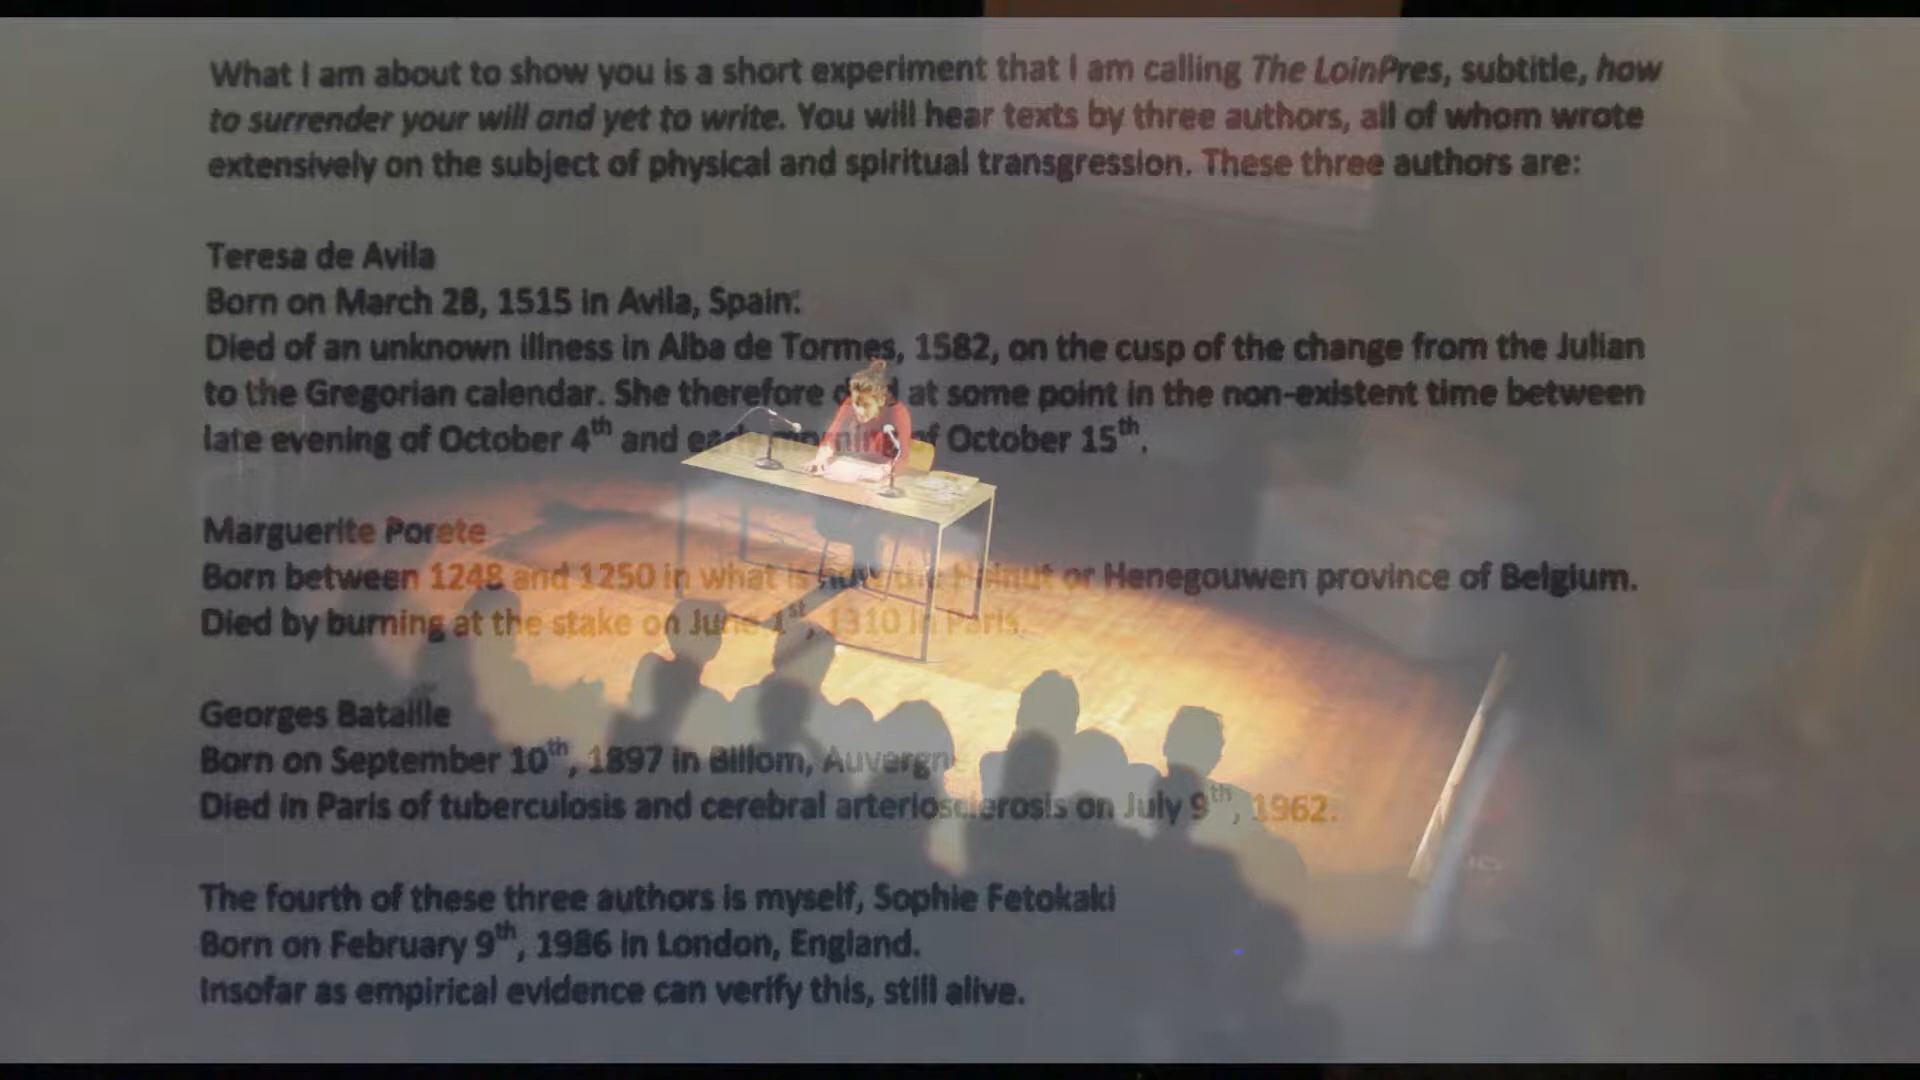 What I am about to show you is a short experiment that I am calling The LoinPres, subtitle, how
to surrender your will and yet to write. You will hear texts by three authors, all of whom wrote
extensively on the subject of physical and spiritual transgression. These three authors are:
Teresa de Avila
Born on March 28, 1515 in Avila, Spain.
Died of an unknown illness in Alba de Tormes, 1582, on the cusp of the change from the Julian
to the Gregorian calendar. She therefore died at some point in the non-existent time between
late evening of October 4th and early morning of October 15th.
Marguerite Porete
Born between 1248 and 1250 in what is now the Hainut or Henegouwen province of Belgium.
Died by burning at the stake on June 1st, 1310 in Paris.
Georges Bataille
Born on September 10th, 1897 in Billom, Auvergne
Died in Paris of tuberculosis and cerebral arteriosclerosis on July 9th, 1962.
The fourth of these three authors is myself, Sophie Fetokaki
Born on February 9th, 1986 in London, England.
Insofar as empirical evidence can verify this, still alive.